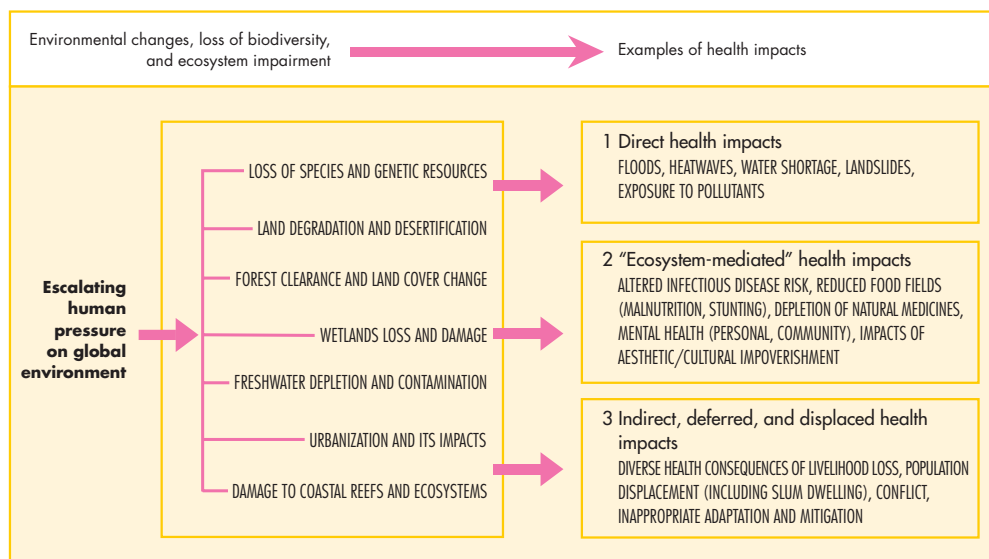 Environmental changes, loss of biodiversity,
and ecosystem impairment
Examples of health impacts
Escalating
human
pressure
on global
environment
LOSS OF SPECIES AND GENETIC RESOURCES
LAND DEGRADATION AND DESERTIFICATION
FOREST CLEARANCE AND LAND COVER CHANGE
WETLANDS LOSS AND DAMAGE
FRESHWATER DEPLETION AND CONTAMINATION
URBANIZATION AND ITS IMPACTS
DAMAGE TO COASTAL REEFS AND ECOSYSTEMS
1 Direct health impacts
FLOODS, HEATWAVES, WATER SHORTAGE, LANDSLIDES,
EXPOSURE TO POLLUTANTS
2 “Ecosystem-mediated” health impacts
ALTERED INFECTIOUS DISEASE RISK, REDUCED FOOD FIELDS
(MALNUTRITION, STUNTING), DEPLETION OF NATURAL MEDICINES,
MENTAL HEALTH (PERSONAL, COMMUNITY), IMPACTS OF
AESTHETIC/CULTURAL IMPOVERISHMENT
3 Indirect, deferred, and displaced health
impacts
DIVERSE HEALTH CONSEQUENCES OF LIVELIHOOD LOSS, POPULATION
DISPLACEMENT (INCLUDING SLUM DWELLING), CONFLICT,
INAPPROPRIATE ADAPTATION AND MITIGATION